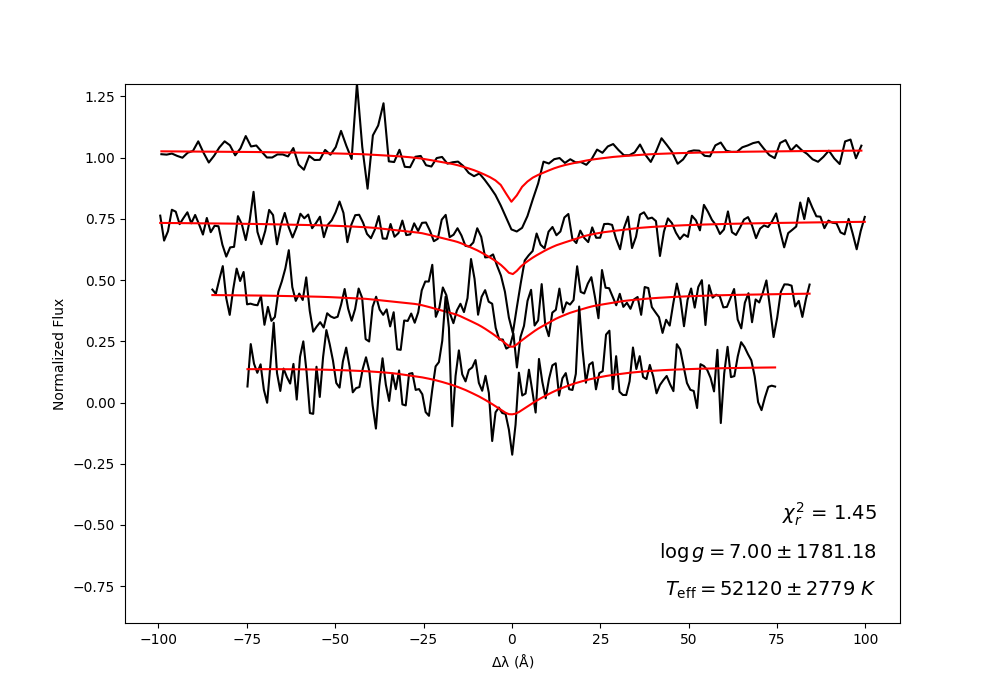 Normalized Flux
1.25
1.00
0.75
0.50
0.25
0.00
−0.25
−0.50
−0.75
χ²ᵣ = 1.45
log g = 7.00 ± 1781.18
T_eff = 52120 ± 2779 K
−100 −75 −50 −25 0 25 50 75 100
Δλ (Å)